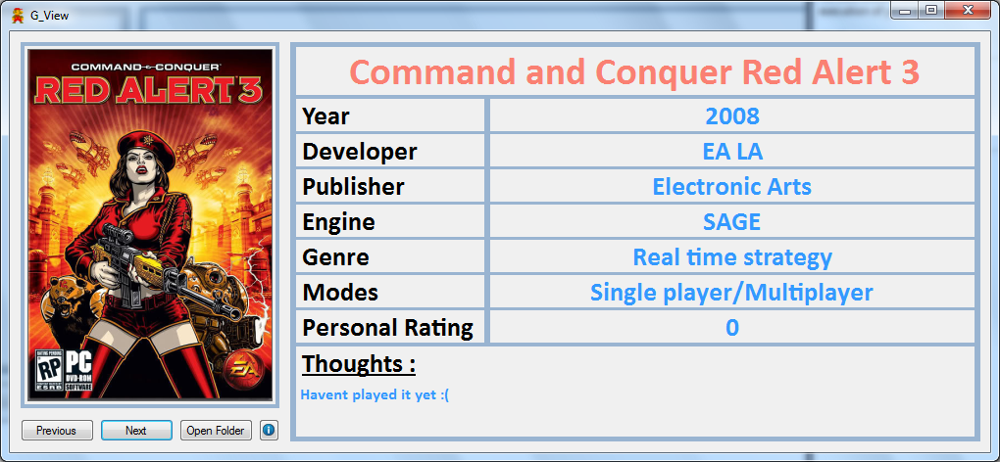 G_View
COMMAND & CONQUER
RED ALERT 3
RATING PENDING
RP
ESRB
PC
DVD-ROM
SOFTWARE
EA
Previous
Next
Open Folder
i
Command and Conquer Red Alert 3
Year 2008
Developer EA LA
Publisher Electronic Arts
Engine SAGE
Genre Real time strategy
Modes Single player/Multiplayer
Personal Rating 0
Thoughts :
Havent played it yet :(